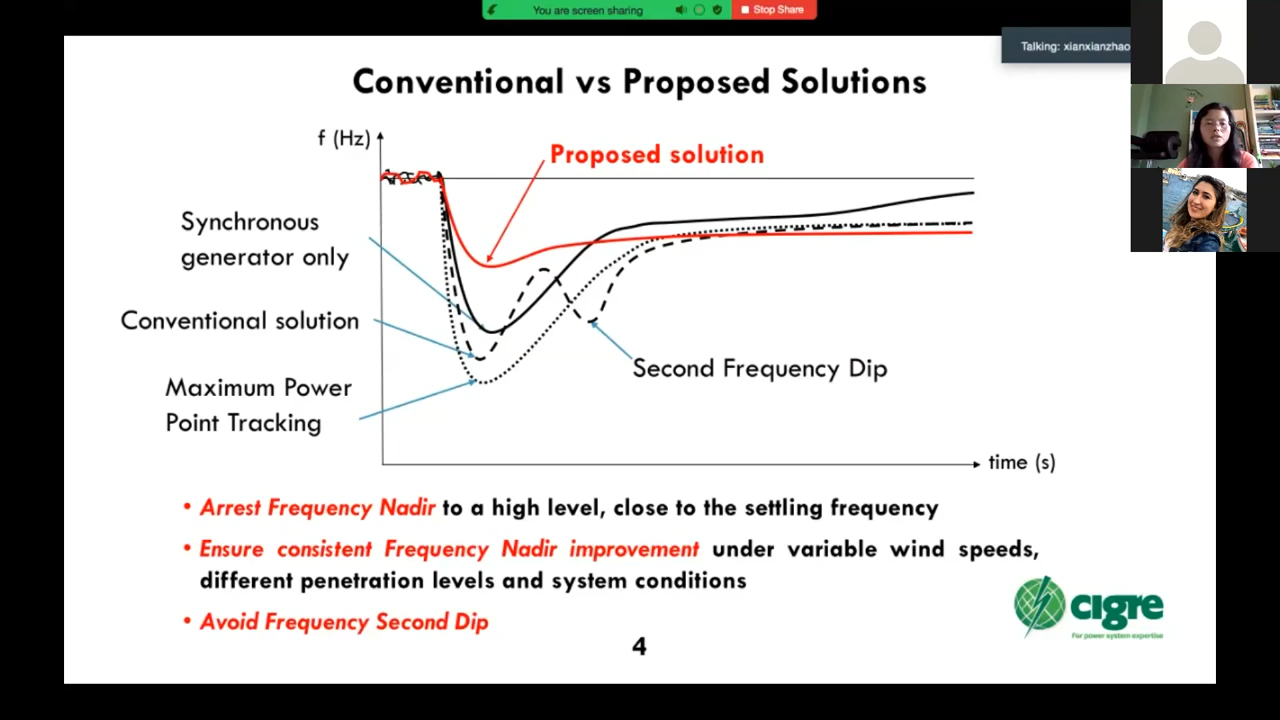 You are screen sharing
Stop Share
Talking: xianxianzhao
Conventional vs Proposed Solutions
f (Hz)
Proposed solution
Synchronous
generator only
Conventional solution
Second Frequency Dip
Maximum Power
Point Tracking
time (s)
• Arrest Frequency Nadir to a high level, close to the settling frequency
• Ensure consistent Frequency Nadir improvement under variable wind speeds,
different penetration levels and system conditions
• Avoid Frequency Second Dip
cigre
For power system expertise
4